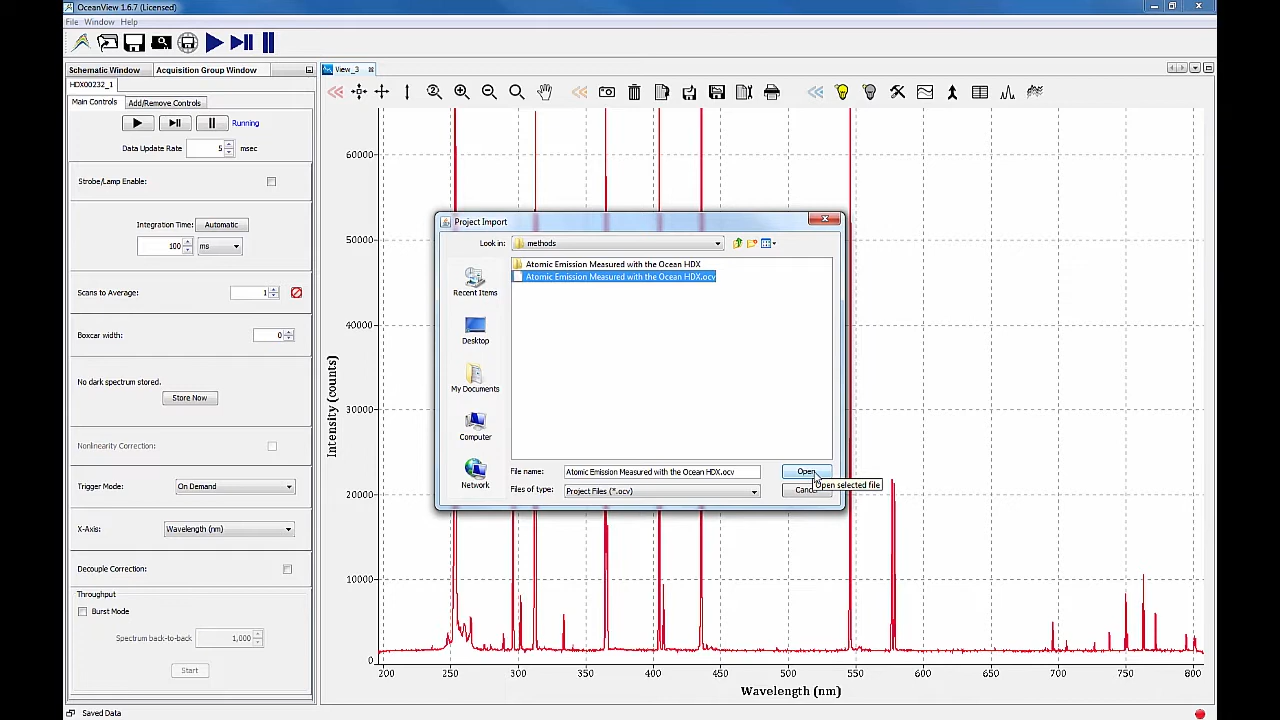 OceanView 1.6.7 (Licensed)
File Window Help
Schematic Window
Acquisition Group Window
HDX00232_1
Main Controls
Add/Remove Controls
Running
Data Update Rate
5
msec
Strobe/Lamp Enable:
Integration Time:
Automatic
100
ms
Scans to Average:
1
Boxcar width:
0
No dark spectrum stored.
Store Now
Nonlinearity Correction:
Trigger Mode:
On Demand
X-Axis:
Wavelength (nm)
Decouple Correction:
Throughput
Burst Mode
Spectrum back-to-back
1,000
Start
Saved Data
View_3
Intensity (counts)
60000
50000
40000
30000
20000
10000
0
200
250
300
350
400
450
500
550
600
650
700
750
800
Wavelength (nm)
Project Import
Look in:
methods
Atomic Emission Measured with the Ocean HDX
Atomic Emission Measured with the Ocean HDX.ocv
Recent Items
Desktop
My Documents
Computer
Network
File name:
Atomic Emission Measured with the Ocean HDX.ocv
Open
Files of type:
Project Files (*.ocv)
Open selected file